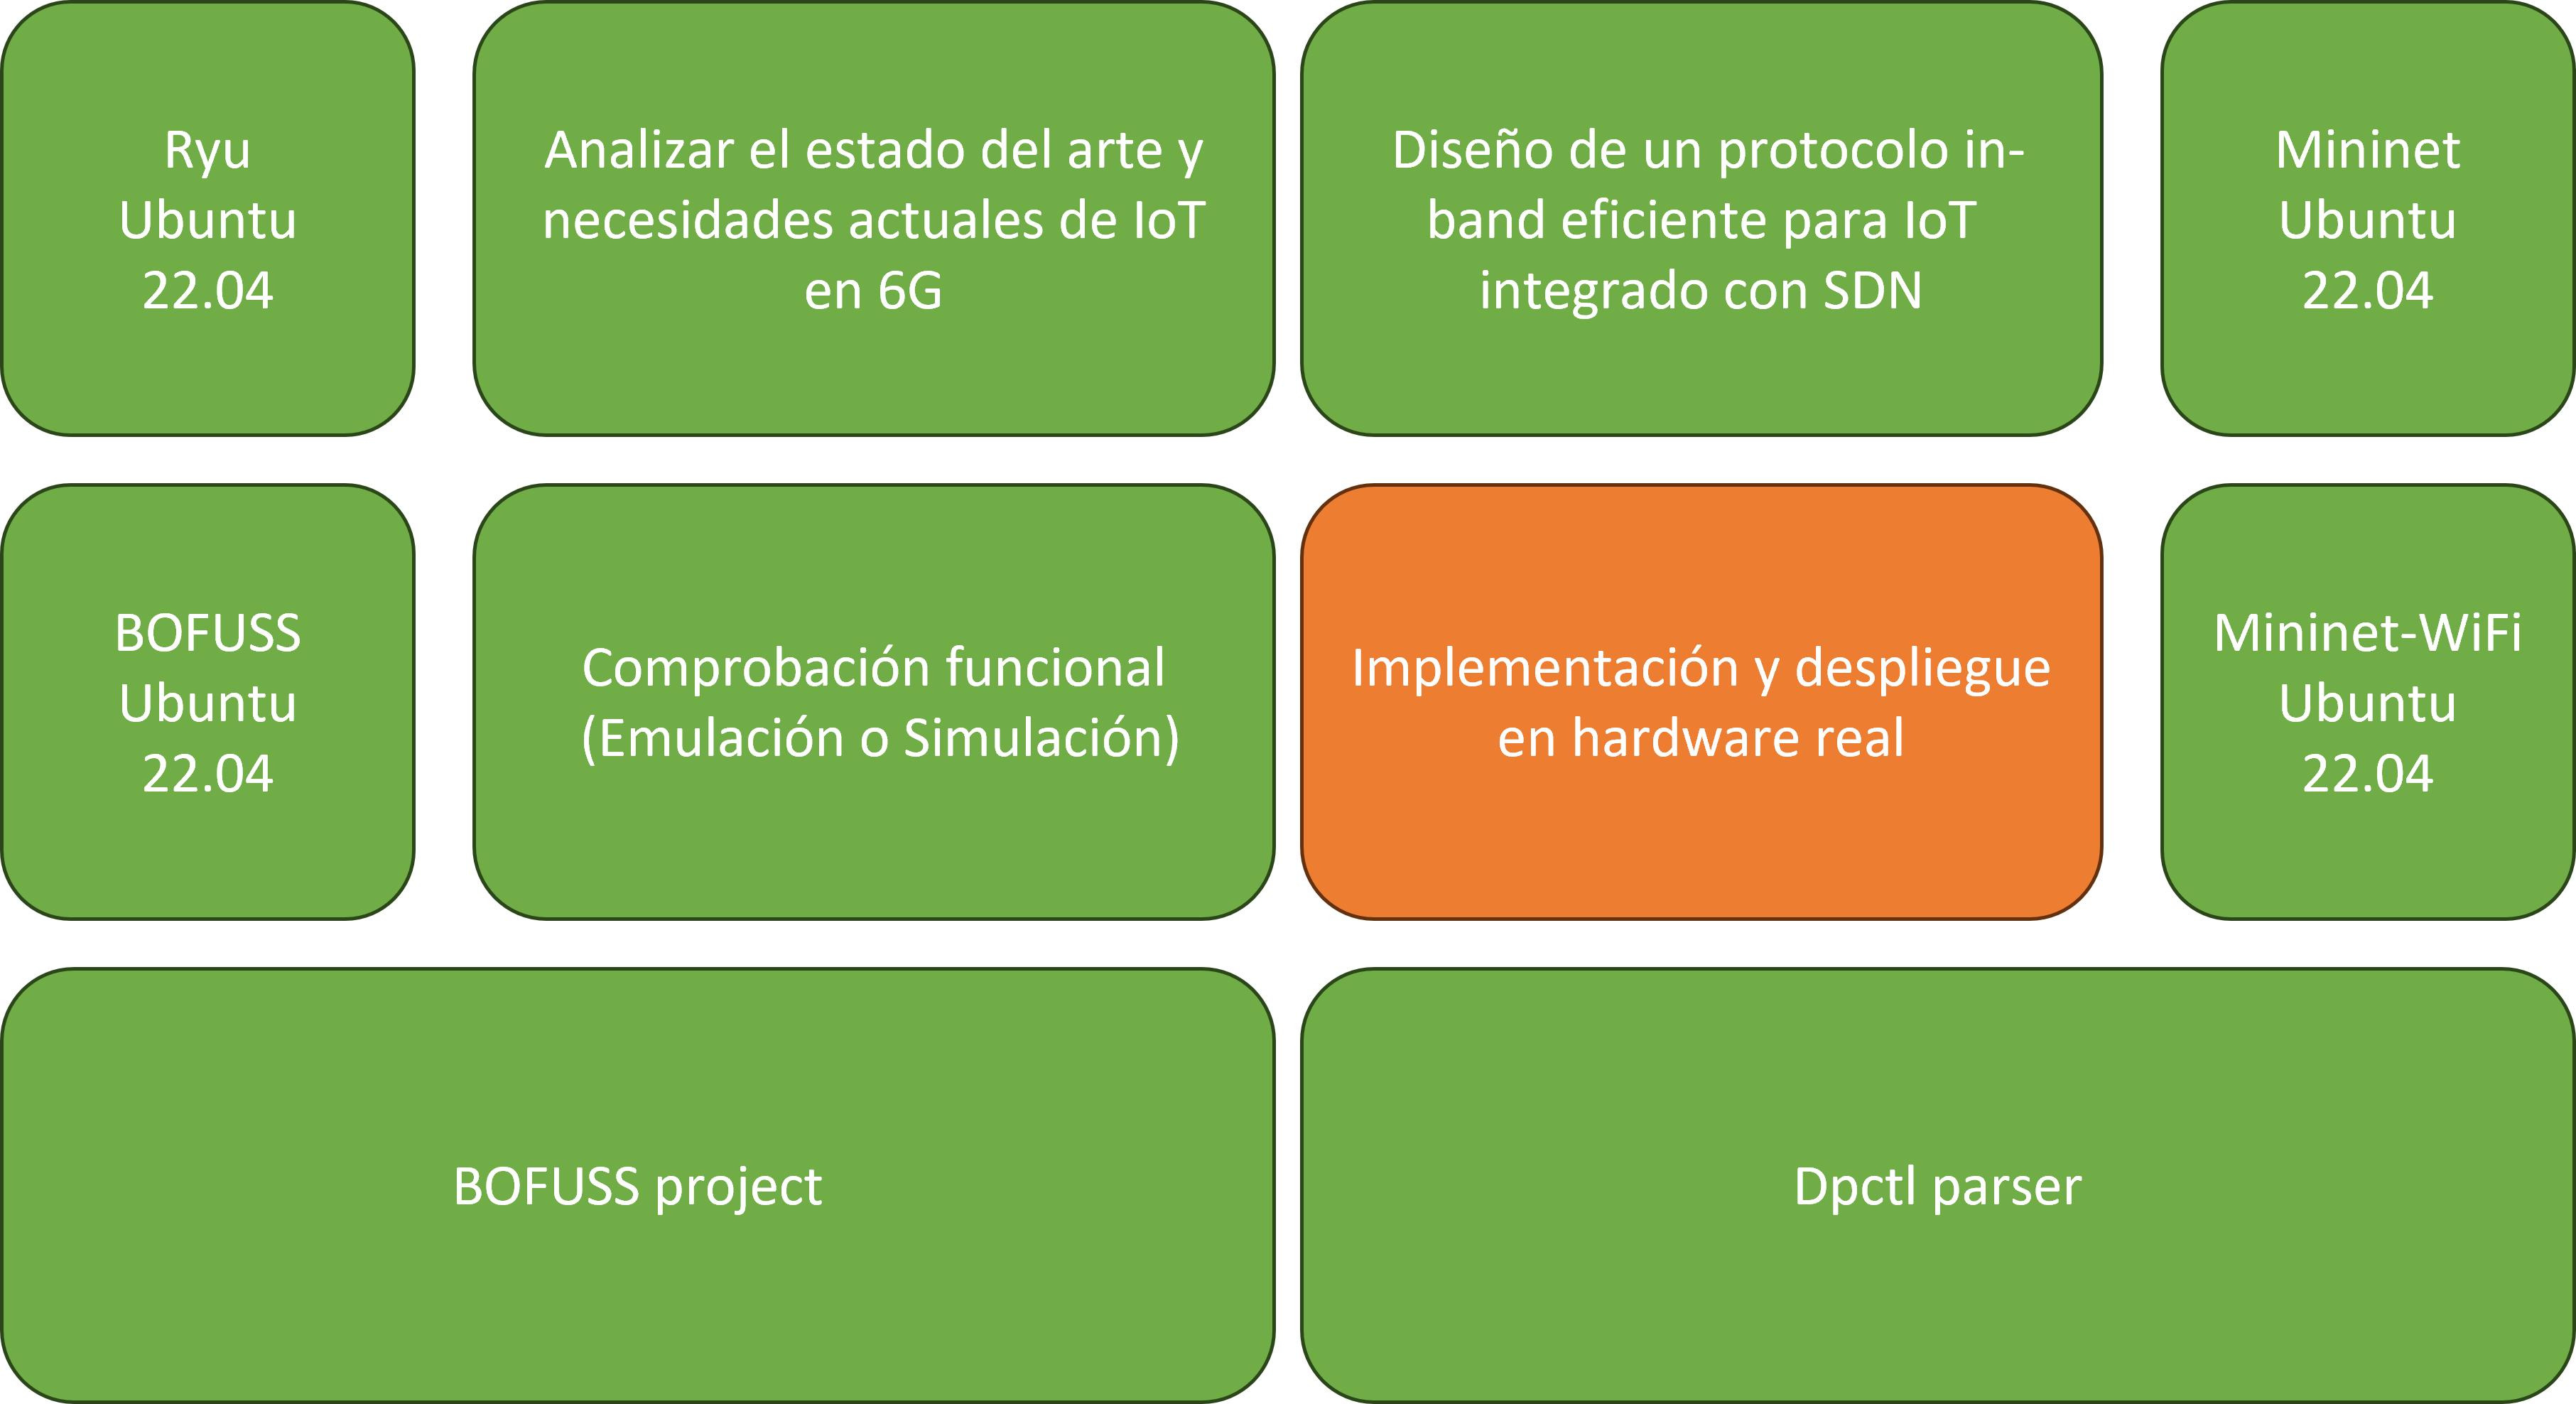 Ryu
Ubuntu
22.04
Analizar el estado del arte y
necesidades actuales de IoT
en 6G
Diseño de un protocolo in-
band eficiente para IoT
integrado con SDN
Mininet
Ubuntu
22.04
BOFUSS
Ubuntu
22.04
Comprobación funcional
(Emulación o Simulación)
Implementación y despliegue
en hardware real
Mininet-WiFi
Ubuntu
22.04
BOFUSS project
Dpctl parser